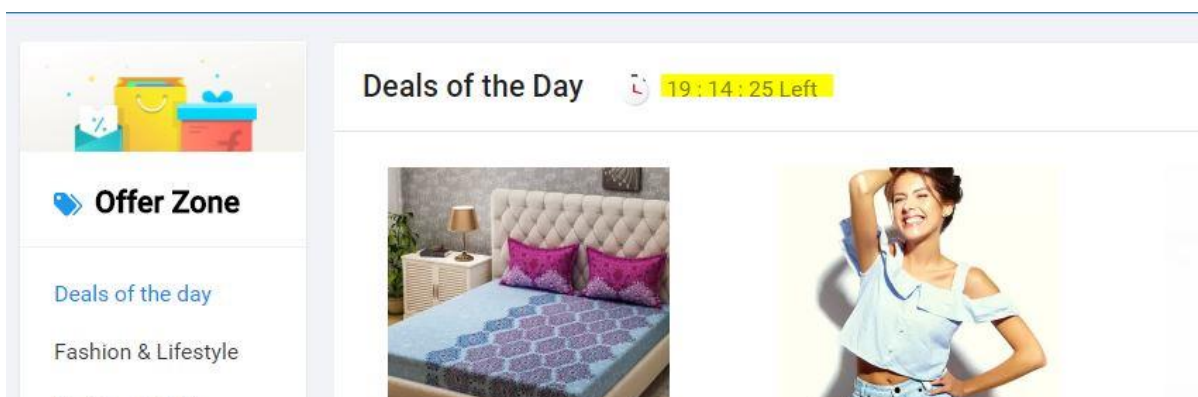 Deals of the Day
19 : 14 : 25 Left
%
f
Offer Zone
Deals of the day
Fashion & Lifestyle